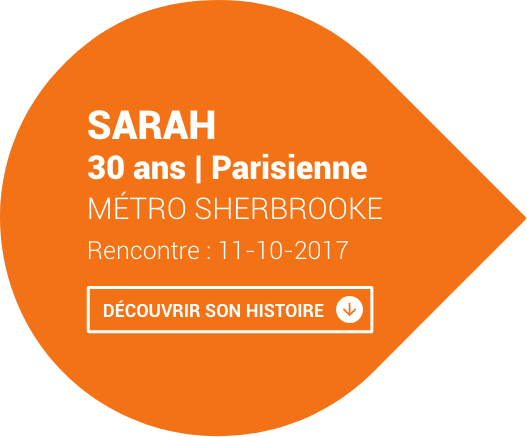 SARAH
30 ans | Parisienne
MÉTRO SHERBROOKE
Rencontre : 11-10-2017
DÉCOUVRIR SON HISTOIRE